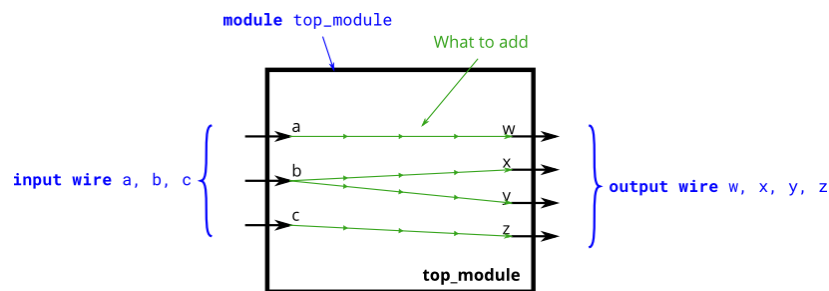 module top_module
What to add
a
w
x
b
y
input wire a, b, c
output wire w, x, y, z
c
z
top_module